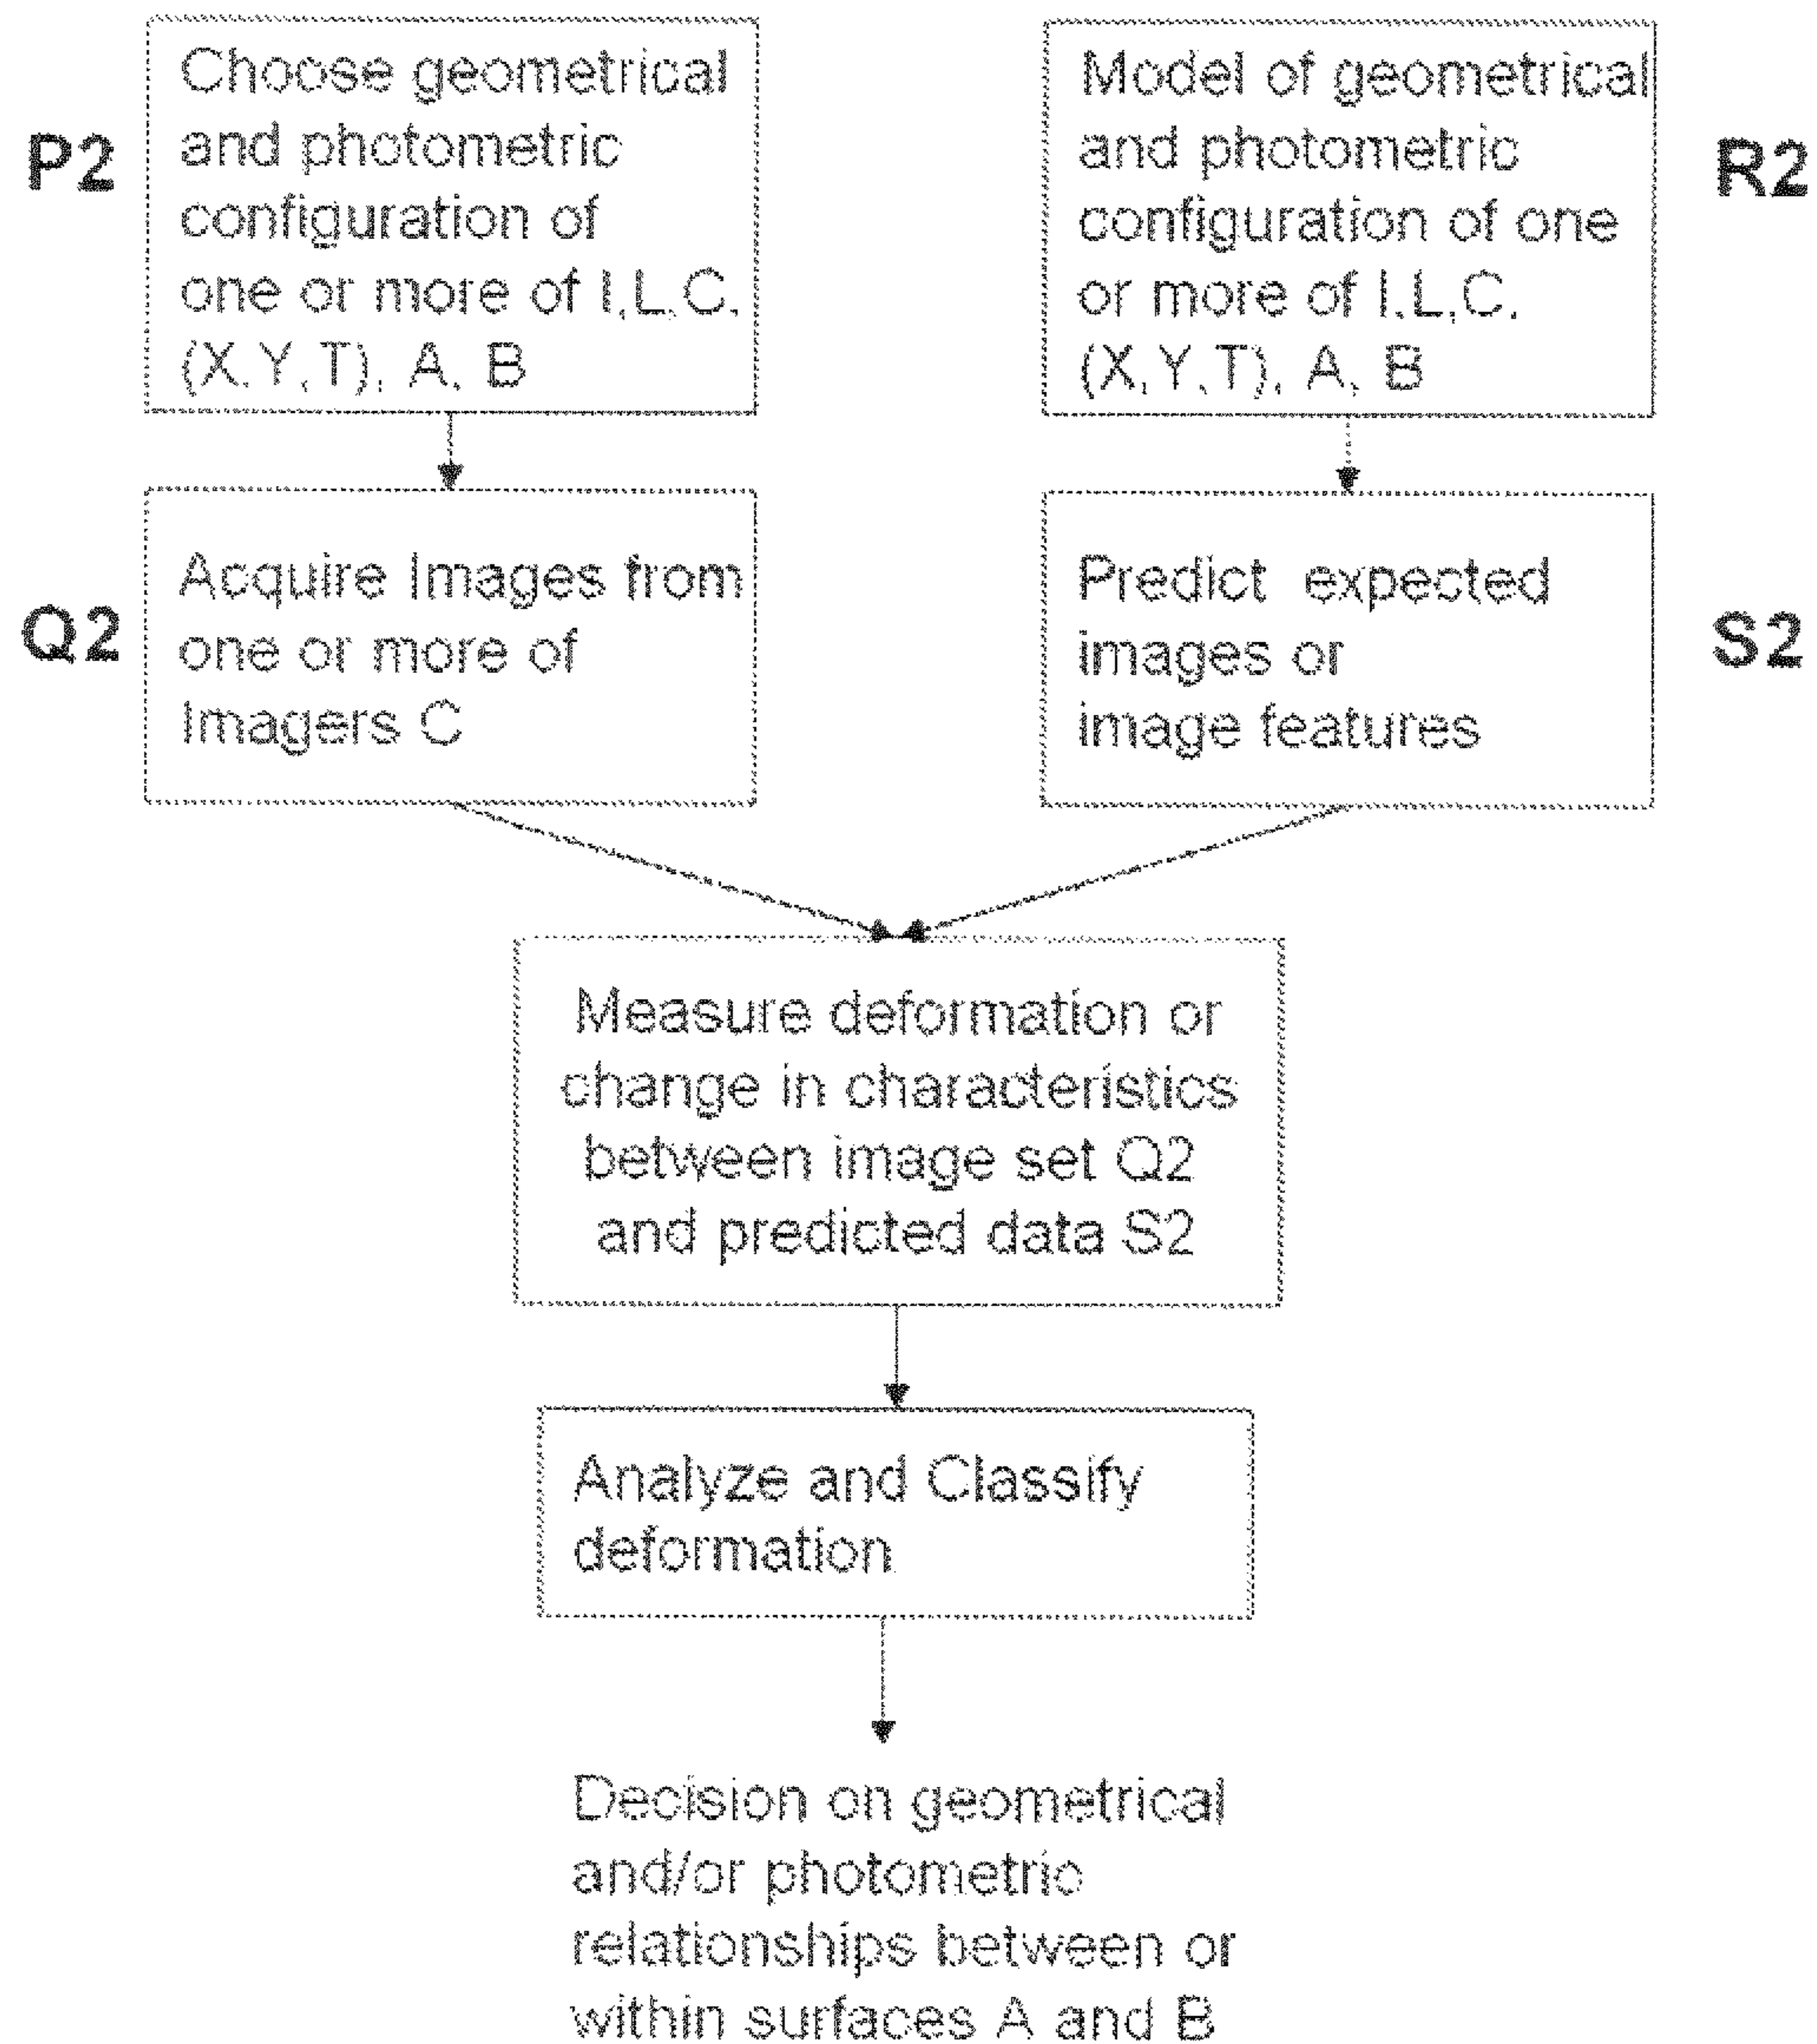 P2
Choose geometrical
and photometric
configuration of
one or more of I,L,C,
(X,Y,T), A, B
Model of geometrical
and photometric
configuration of one
or more of I,L,C,
(X,Y,T), A, B
R2
Q2
Acquire Images from
one or more of
Imagers C
Predict expected
images or
image features
S2
Measure deformation or
change in characteristics
between image set Q2
and predicted data S2
Analyze and Classify
deformation
Decision on geometrical
and/or photometric
relationships between or
within surfaces A and B